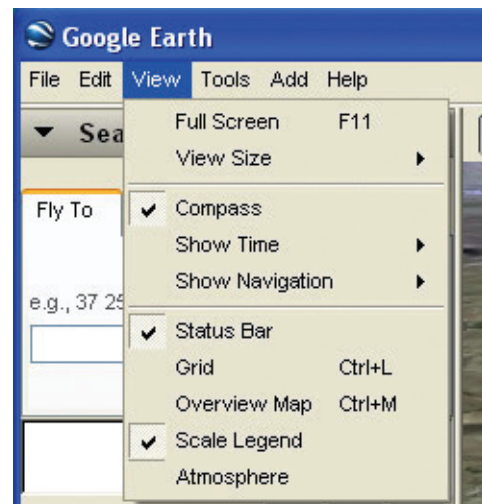 Google Earth
File Edit View Tools Add Help
Full Screen F11
View Size
Compass
Fly To
Show Time
Show Navigation
e.g., 37 25
Status Bar
Grid Ctrl+L
Overview Map Ctrl+M
Scale Legend
Atmosphere